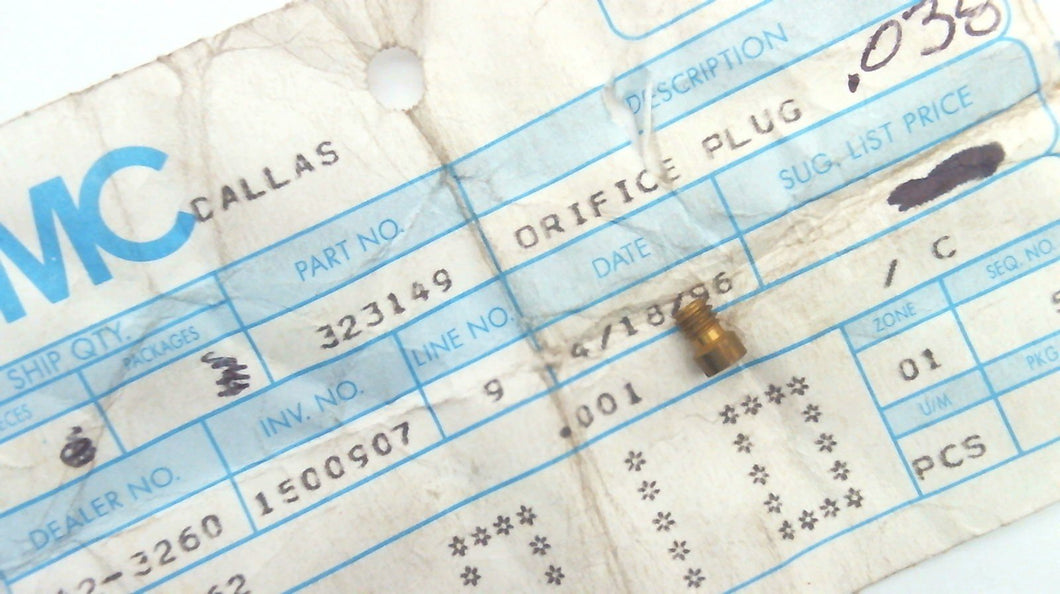 .038
DESCRIPTION
ORIFICE PLUG
MC
DALLAS
PART NO.
323149
DATE
4/18/96
SUG. LIST PRICE
/ C
SHIP QTY.
PACKAGES
LINE NO.
9
.001
ZONE
01
SEQ. NO.
DEALER NO.
INV. NO.
1500907
U/M
PCS
PKG
-3260